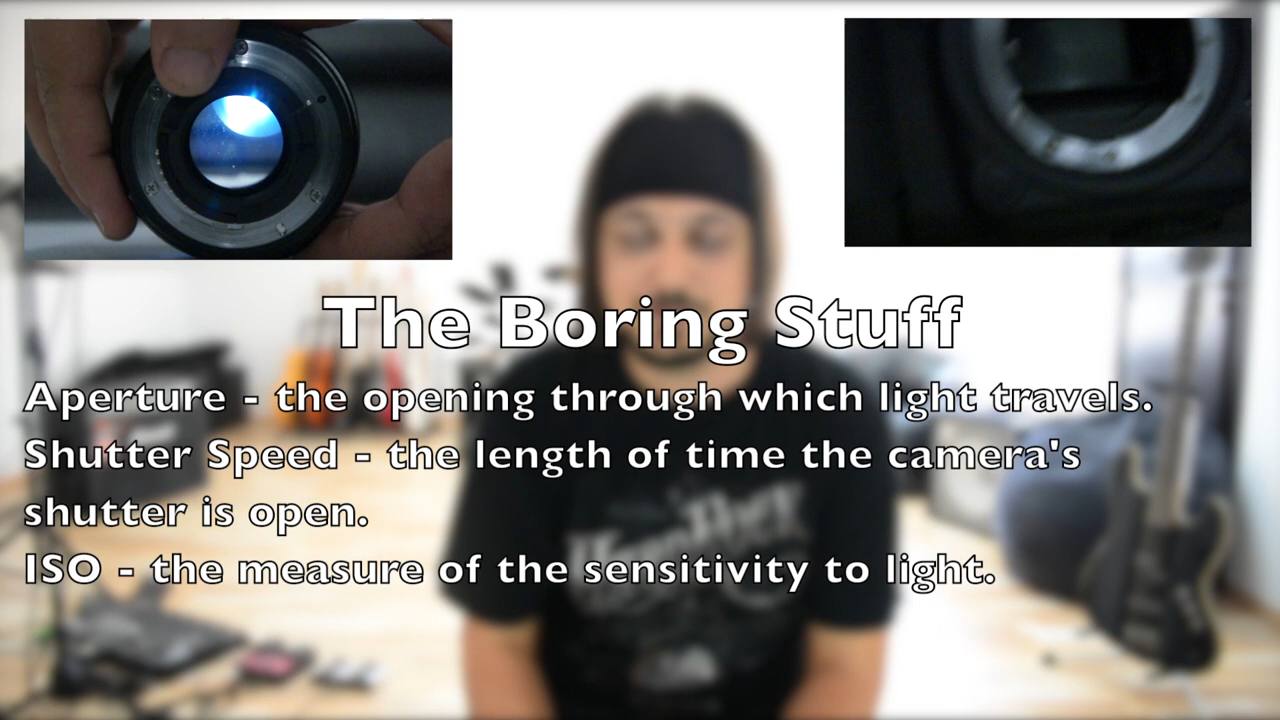 The Boring Stuff
Aperture - the opening through which light travels.
Shutter Speed - the length of time the camera's
shutter is open.
ISO - the measure of the sensitivity to light.